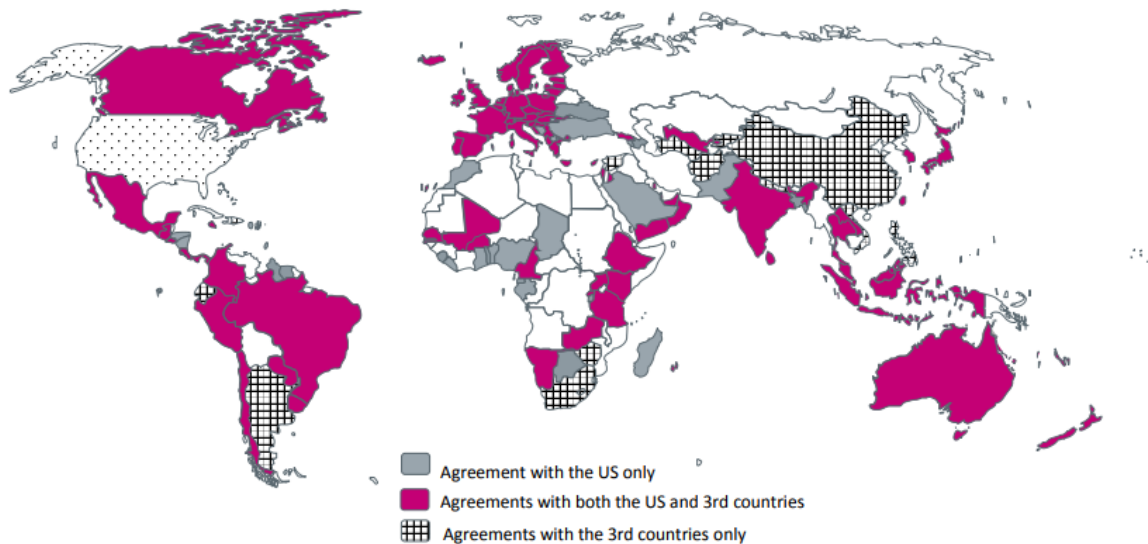 Agreement with the US only
Agreements with both the US and 3rd countries
Agreements with the 3rd countries only